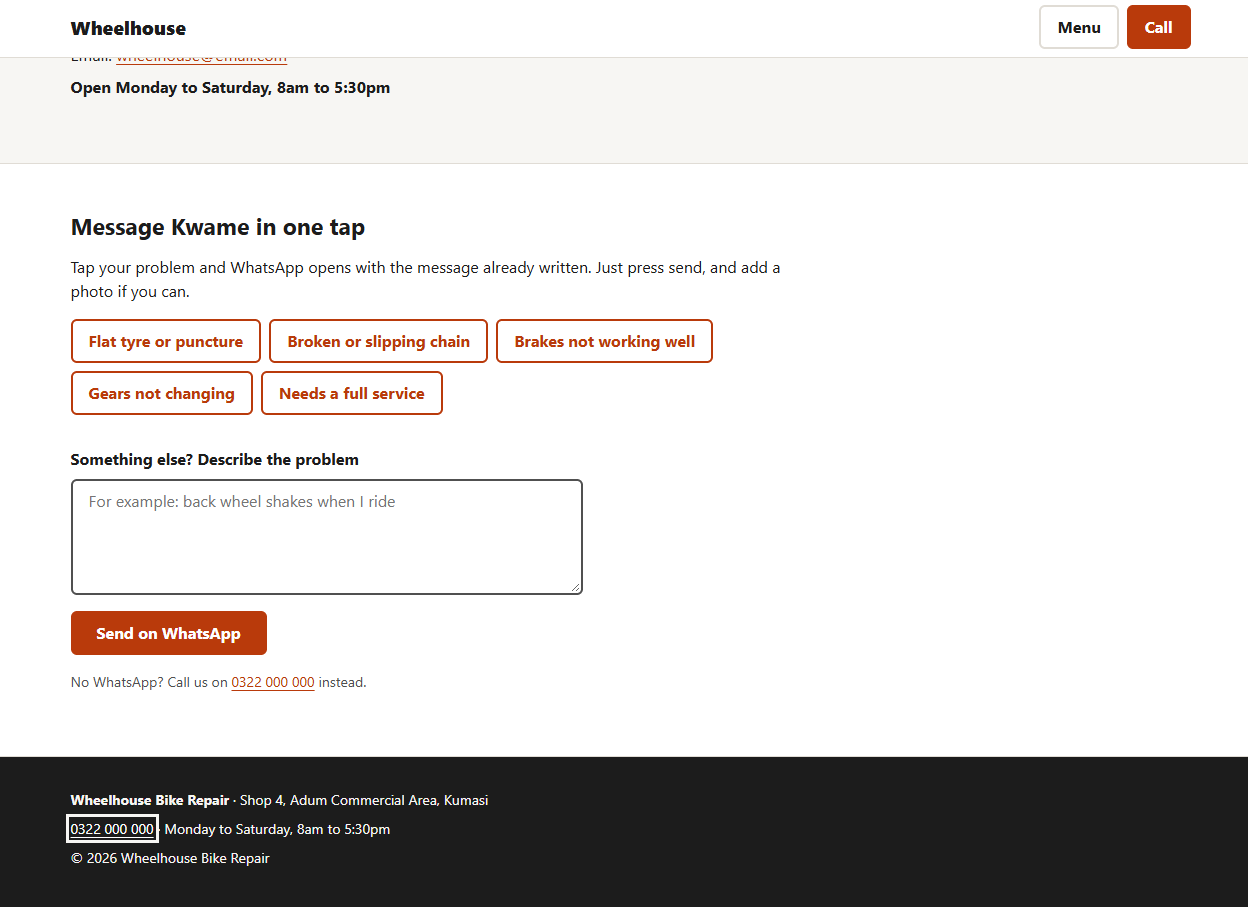 Wheelhouse
Menu
Call
Email: wheelhouse@email.com
Open Monday to Saturday, 8am to 5:30pm
Message Kwame in one tap
Tap your problem and WhatsApp opens with the message already written. Just press send, and add a
photo if you can.
Flat tyre or puncture
Broken or slipping chain
Brakes not working well
Gears not changing
Needs a full service
Something else? Describe the problem
For example: back wheel shakes when I ride
Send on WhatsApp
No WhatsApp? Call us on 0322 000 000 instead.
Wheelhouse Bike Repair · Shop 4, Adum Commercial Area, Kumasi
0322 000 000 · Monday to Saturday, 8am to 5:30pm
© 2026 Wheelhouse Bike Repair